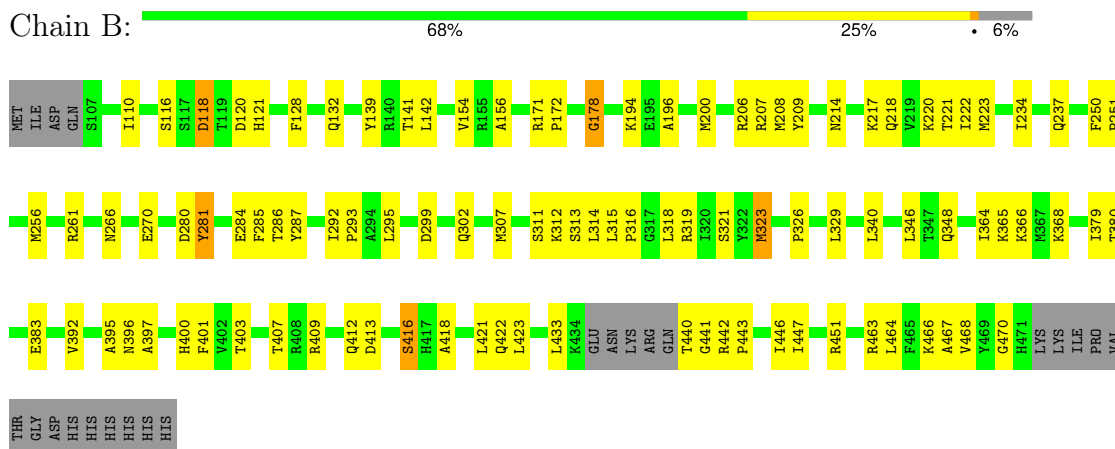 Chain B:
68% 25% • 6%
MET ILE ASP GLN S107 I110 S116 S117 D118 T119 D120 H121 F128 Q132 Y139 R140 T141 L142 V154 R155 A156 R171 P172 G178 K194 E195 A196 M200 R206 R207 M208 Y209 N214 K217 Q218 V219 K220 T221 I222 M223 I234 Q237 F250 P251
M256 R261 N266 E270 D280 Y281 E284 F285 T286 Y287 I292 P293 A294 L295 D299 Q302 M307 S311 K312 S313 L314 L315 P316 G317 L318 R319 I320 S321 Y322 M323 P326 L329 L340 L346 T347 Q348 I364 K365 K366 M367 K368 I379 T380
E383 V392 A395 N396 A397 H400 F401 V402 T403 T407 R408 R409 Q412 D413 S416 H417 A418 L421 Q422 L423 L433 K434 GLU ASN LYS ARG GLN T440 G441 R442 P443 I446 I447 R451 R463 L464 F465 K466 A467 V468 Y469 G470 H471 LYS LYS ILE PRO VAL
THR GLY ASP HIS HIS HIS HIS HIS HIS